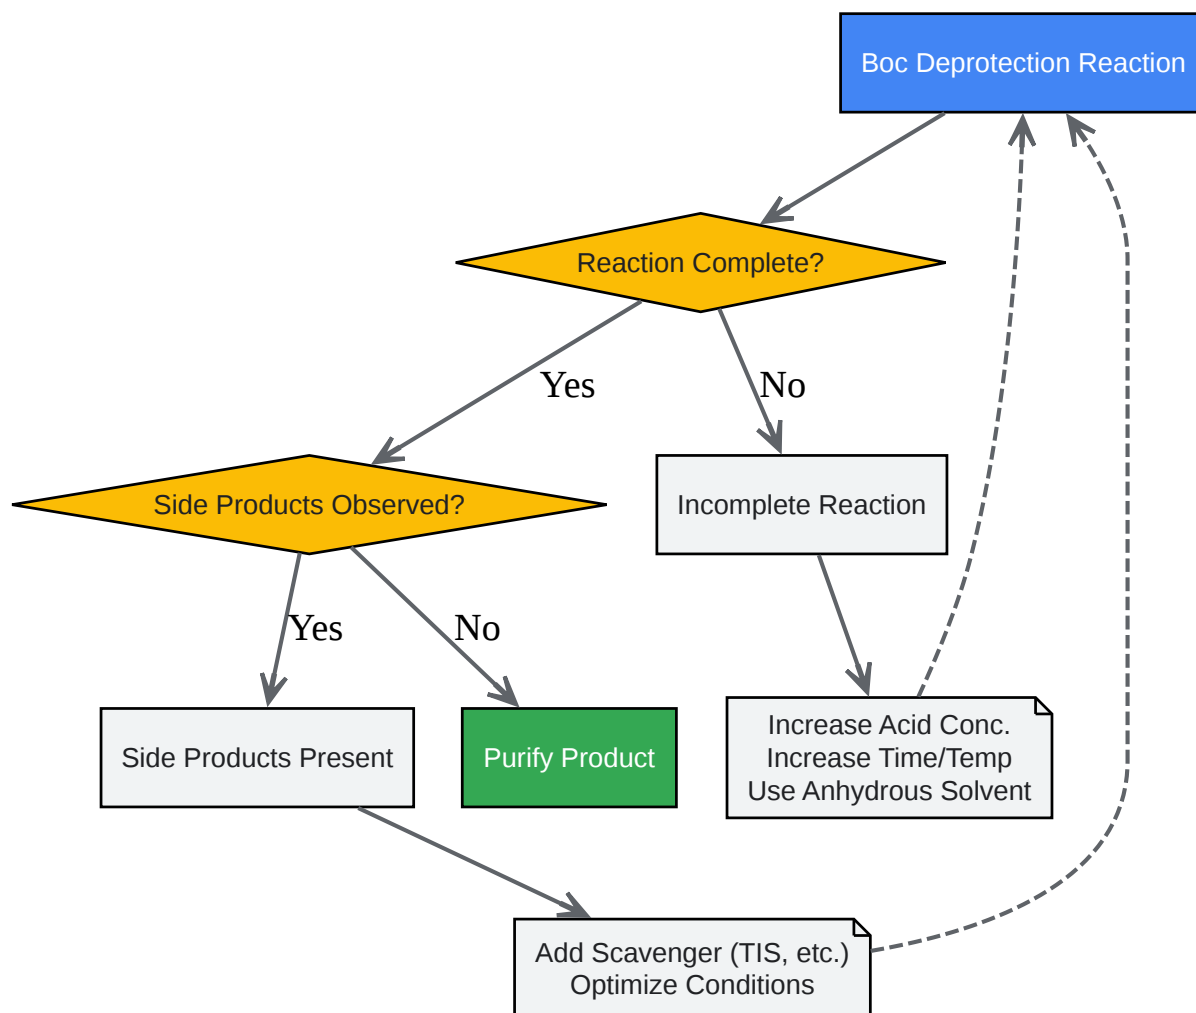 Boc Deprotection Reaction
Reaction Complete?
Yes
No
Side Products Observed?
Incomplete Reaction
Yes
No
Side Products Present
Purify Product
Increase Acid Conc.
Increase Time/Temp
Use Anhydrous Solvent
Add Scavenger (TIS, etc.)
Optimize Conditions